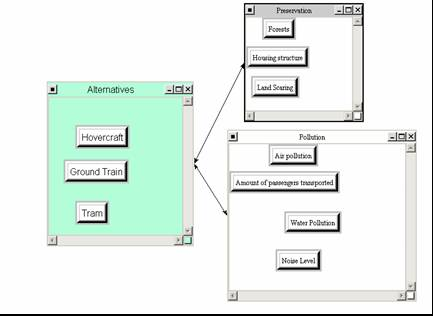 Alternatives
Hovercraft
Ground Train
Tram
Preservation
Forests
Housing structure
Land Scaring
Pollution
Air pollution
Amount of passengers transported
Water Pollution
Noise Level